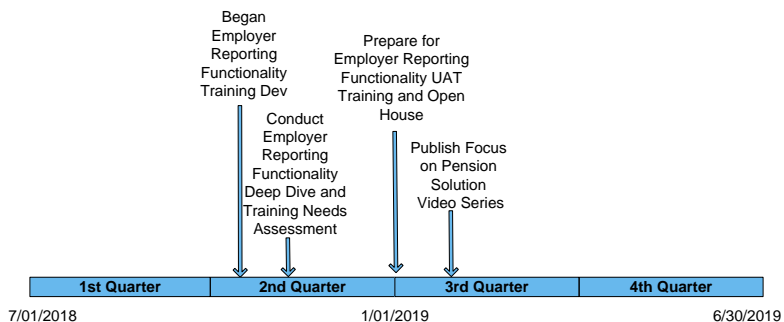 Began
Employer
Reporting
Functionality
Training Dev
Conduct
Employer
Reporting
Functionality
Deep Dive and
Training Needs
Assessment
Prepare for
Employer Reporting
Functionality UAT
Training and Open
House
Publish Focus
on Pension
Solution
Video Series
1st Quarter
2nd Quarter
3rd Quarter
4th Quarter
7/01/2018
1/01/2019
6/30/2019